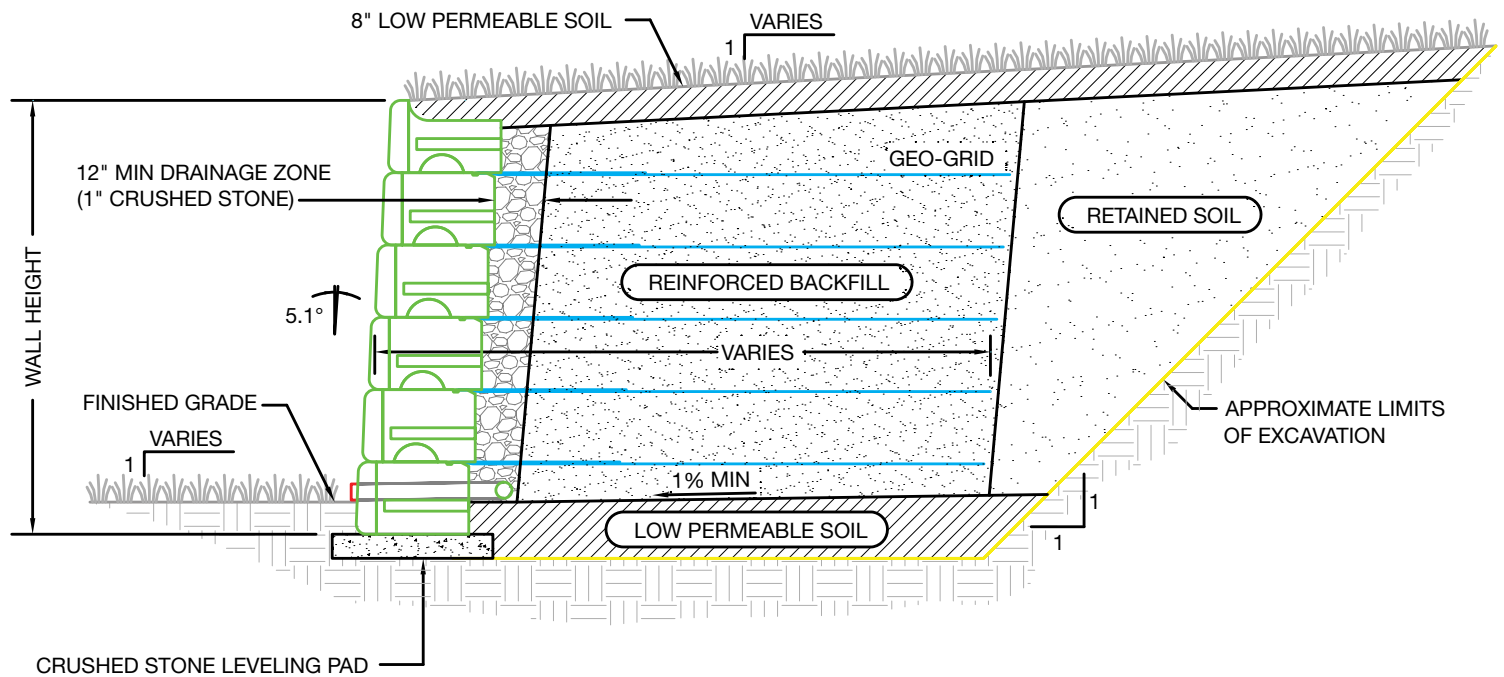 8" LOW PERMEABLE SOIL
VARIES
1
12" MIN DRAINAGE ZONE
(1" CRUSHED STONE)
GEO-GRID
RETAINED SOIL
REINFORCED BACKFILL
5.1°
WALL HEIGHT
VARIES
FINISHED GRADE
VARIES
1
APPROXIMATE LIMITS
OF EXCAVATION
1% MIN
1
1
LOW PERMEABLE SOIL
CRUSHED STONE LEVELING PAD